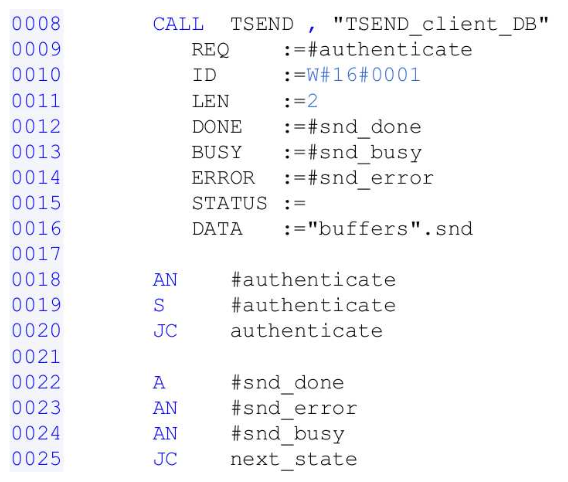 0008 CALL TSEND , "TSEND_client_DB"
0009 REQ :=#authenticate
0010 ID :=W#16#0001
0011 LEN :=2
0012 DONE :=#snd_done
0013 BUSY :=#snd_busy
0014 ERROR :=#snd_error
0015 STATUS :=
0016 DATA :="buffers".snd
0017
0018 AN #authenticate
0019 S #authenticate
0020 JC authenticate
0021
0022 A #snd_done
0023 AN #snd_error
0024 AN #snd_busy
0025 JC next_state